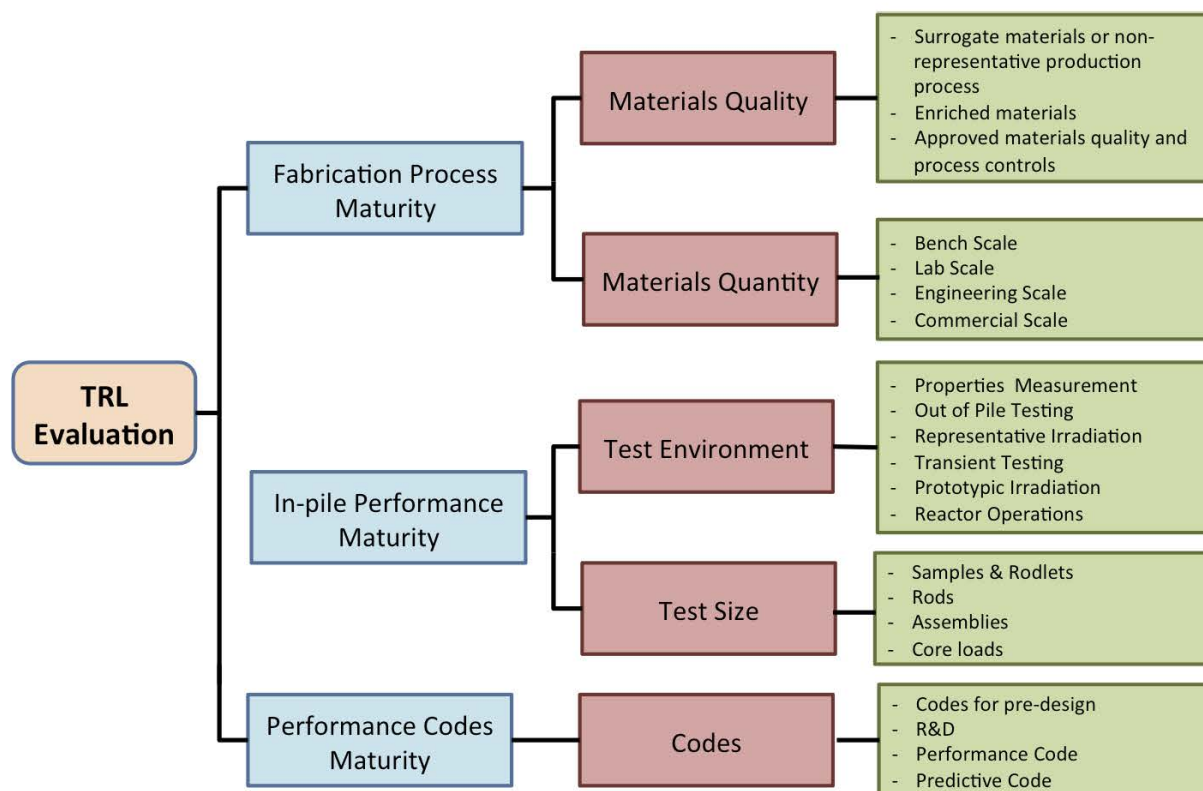 TRL
Evaluation
Fabrication Process
Maturity
Materials Quality
- Surrogate materials or non-
representative production
process
- Enriched materials
- Approved materials quality and
process controls
Materials Quantity
- Bench Scale
- Lab Scale
- Engineering Scale
- Commercial Scale
In-pile Performance
Maturity
Test Environment
- Properties Measurement
- Out of Pile Testing
- Representative Irradiation
- Transient Testing
- Prototypic Irradiation
- Reactor Operations
Test Size
- Samples & Rodlets
- Rods
- Assemblies
- Core loads
Performance Codes
Maturity
Codes
- Codes for pre-design
- R&D
- Performance Code
- Predictive Code